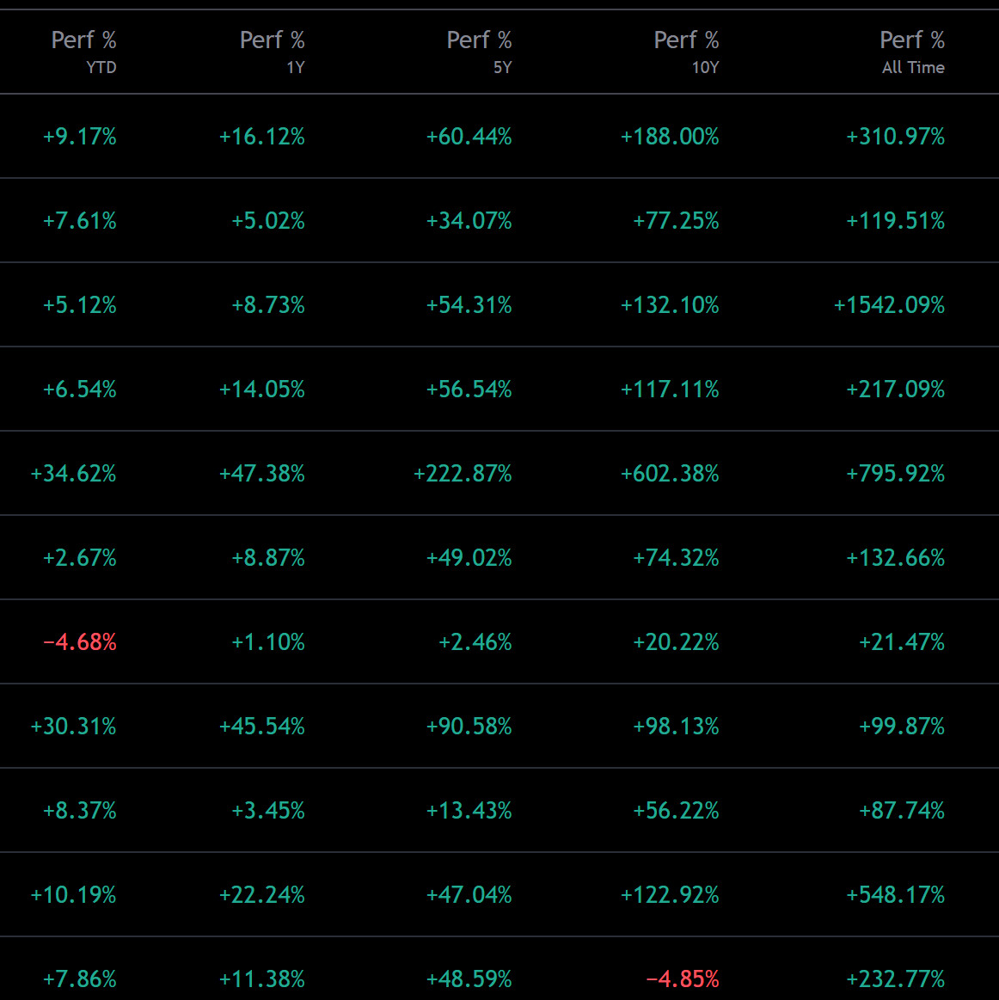 Perf % Perf % Perf % Perf % Perf %
YTD 1Y 5Y 10Y All Time
+9.17% +16.12% +60.44% +188.00% +310.97%
+7.61% +5.02% +34.07% +77.25% +119.51%
+5.12% +8.73% +54.31% +132.10% +1542.09%
+6.54% +14.05% +56.54% +117.11% +217.09%
+34.62% +47.38% +222.87% +602.38% +795.92%
+2.67% +8.87% +49.02% +74.32% +132.66%
−4.68% +1.10% +2.46% +20.22% +21.47%
+30.31% +45.54% +90.58% +98.13% +99.87%
+8.37% +3.45% +13.43% +56.22% +87.74%
+10.19% +22.24% +47.04% +122.92% +548.17%
+7.86% +11.38% +48.59% −4.85% +232.77%